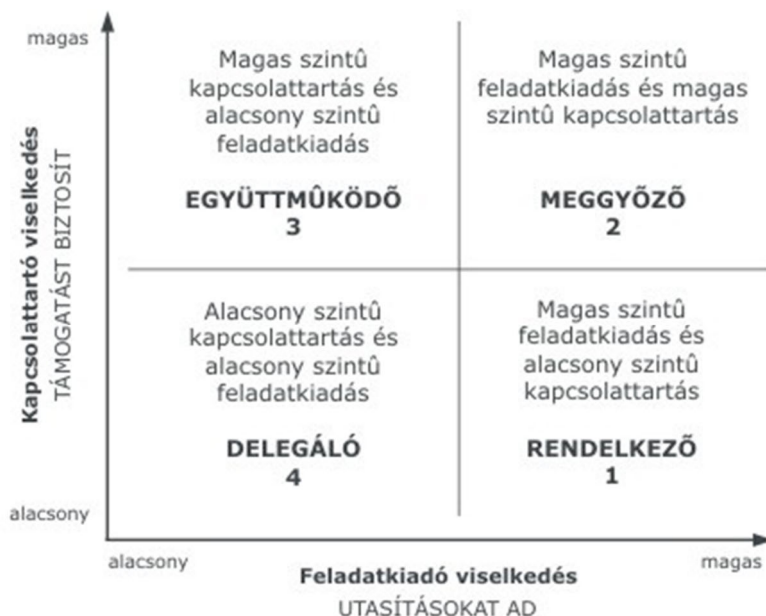 magas
Magas szintû
kapcsolattartás és
alacsony szintû
feladatkiadás
EGYÜTTMÛKÖDÕ
3
Magas szintû
feladatkiadás és magas
szintû kapcsolattartás
MEGGYÕZÕ
2
Kapcsolattartó viselkedés
TÁMOGATÁST BIZTOSÍT
Alacsony szintû
kapcsolattartás és
alacsony szintû
feladatkiadás
DELEGÁLÓ
4
Magas szintû
feladatkiadás és
alacsony szintû
kapcsolattartás
RENDELKEZÕ
1
alacsony
alacsony
magas
Feladatkiadó viselkedés
UTASÍTÁSOKAT AD